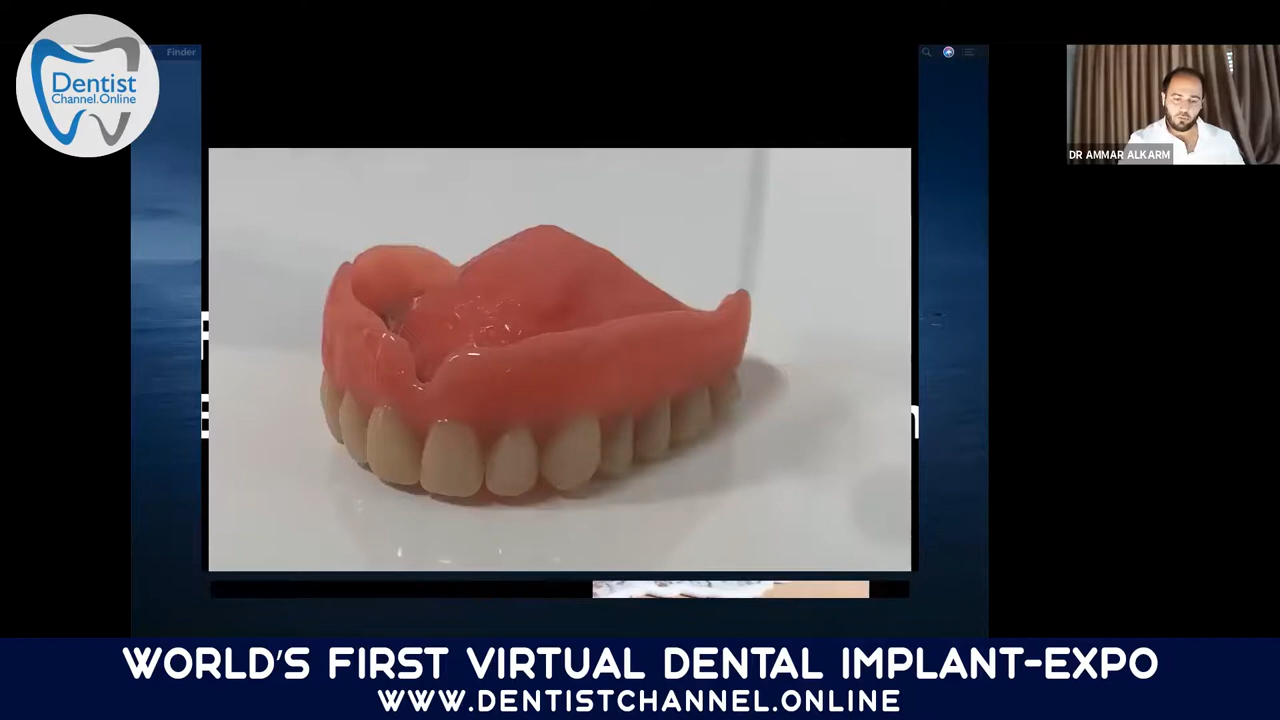 Dentist
Channel.Online
Finder
DR AMMAR ALKARM
WORLD'S FIRST VIRTUAL DENTAL IMPLANT-EXPO
WWW.DENTISTCHANNEL.ONLINE